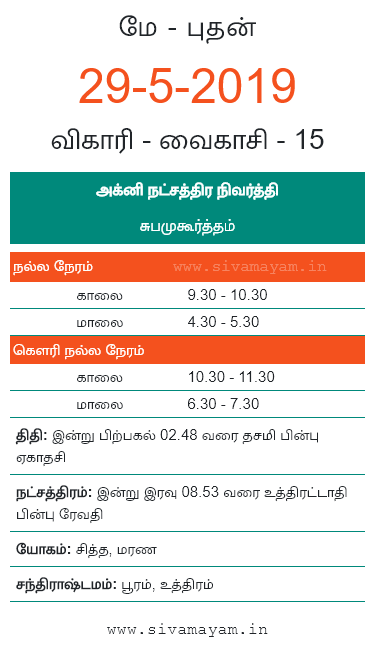 மே - புதன்
29-5-2019
விகாரி - வைகாசி - 15
அக்னி நட்சத்திர நிவர்த்தி
சுபமுகூர்த்தம்
நல்ல நேரம் www.sivamayam.in
காலை 9.30 - 10.30
மாலை 4.30 - 5.30
கௌரி நல்ல நேரம்
காலை 10.30 - 11.30
மாலை 6.30 - 7.30
திதி: இன்று பிற்பகல் 02.48 வரை தசமி பின்பு
ஏகாதசி
நட்சத்திரம்: இன்று இரவு 08.53 வரை உத்திரட்டாதி
பின்பு ரேவதி
யோகம்: சித்த, மரண
சந்திராஷ்டமம்: பூரம், உத்திரம்
www.sivamayam.in